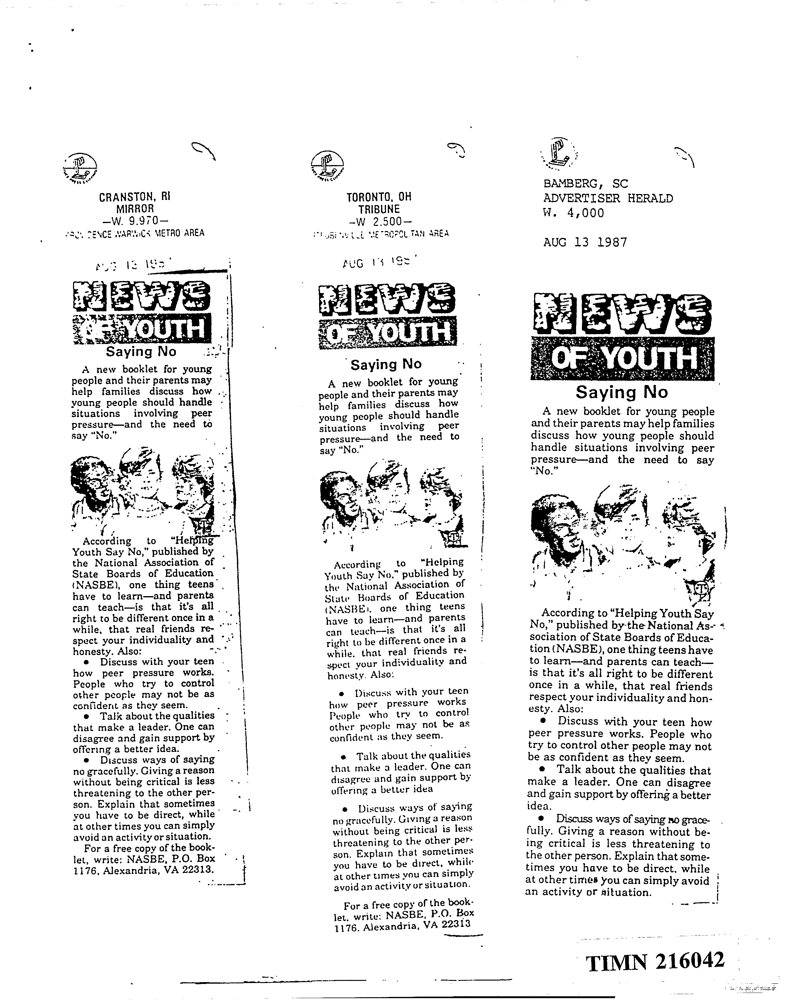 CRANSTON, RI
MIRROR
—W. 9.970—
WARWICK METRO AREA
AUG 13
NEWS
OF YOUTH
Saying No
A new booklet for young
people and their parents may
help families discuss how
young people should handle
situations involving peer
pressure—and the need to
say “No.”
According to “Helping
Youth Say No,” published by
the National Association of
State Boards of Education
(NASBE), one thing teens
have to learn—and parents
can teach—is that it's all
right to be different once in a
while, that real friends re-
spect your individuality and
honesty. Also:
• Discuss with your teen
how peer pressure works.
People who try to control
other people may not be as
confident as they seem.
• Talk about the qualities
that make a leader. One can
disagree and gain support by
offering a better idea.
• Discuss ways of saying
no gracefully. Giving a reason
without being critical is less
threatening to the other per-
son. Explain that sometimes
you have to be direct, while
at other times you can simply
avoid an activity or situation.
For a free copy of the book-
let, write: NASBE, P.O. Box
1176, Alexandria, VA 22313.
TORONTO, OH
TRIBUNE
—W 2.500—
METROPOLITAN AREA
AUG 13
NEWS
OF YOUTH
Saying No
A new booklet for young
people and their parents may
help families discuss how
young people should handle
situations involving peer
pressure—and the need to
say “No.”
According to “Helping
Youth Say No,” published by
the National Association of
State Boards of Education
(NASBE), one thing teens
have to learn—and parents
can teach—is that it's all
right to be different once in a
while, that real friends re-
spect your individuality and
honesty. Also:
• Discuss with your teen
how peer pressure works
People who try to control
other people may not be as
confident as they seem.
• Talk about the qualities
that make a leader. One can
disagree and gain support by
offering a better idea
• Discuss ways of saying
no gracefully. Giving a reason
without being critical is less
threatening to the other per-
son. Explain that sometimes
you have to be direct, while
at other times you can simply
avoid an activity or situation.
For a free copy of the book-
let, write: NASBE, P.O. Box
1176, Alexandria, VA 22313
BAMBERG, SC
ADVERTISER HERALD
W. 4,000
AUG 13 1987
NEWS
OF YOUTH
Saying No
A new booklet for young people
and their parents may help families
discuss how young people should
handle situations involving peer
pressure—and the need to say
“No.”
According to “Helping Youth Say
No,” published by the National As-
sociation of State Boards of Educa-
tion (NASBE), one thing teens have
to learn—and parents can teach—
is that it's all right to be different
once in a while, that real friends
respect your individuality and hon-
esty. Also:
• Discuss with your teen how
peer pressure works. People who
try to control other people may not
be as confident as they seem.
• Talk about the qualities that
make a leader. One can disagree
and gain support by offering a better
idea.
• Discuss ways of saying no grace-
fully. Giving a reason without be-
ing critical is less threatening to
the other person. Explain that some-
times you have to be direct, while
at other times you can simply avoid
an activity or situation.
TIMN 216042